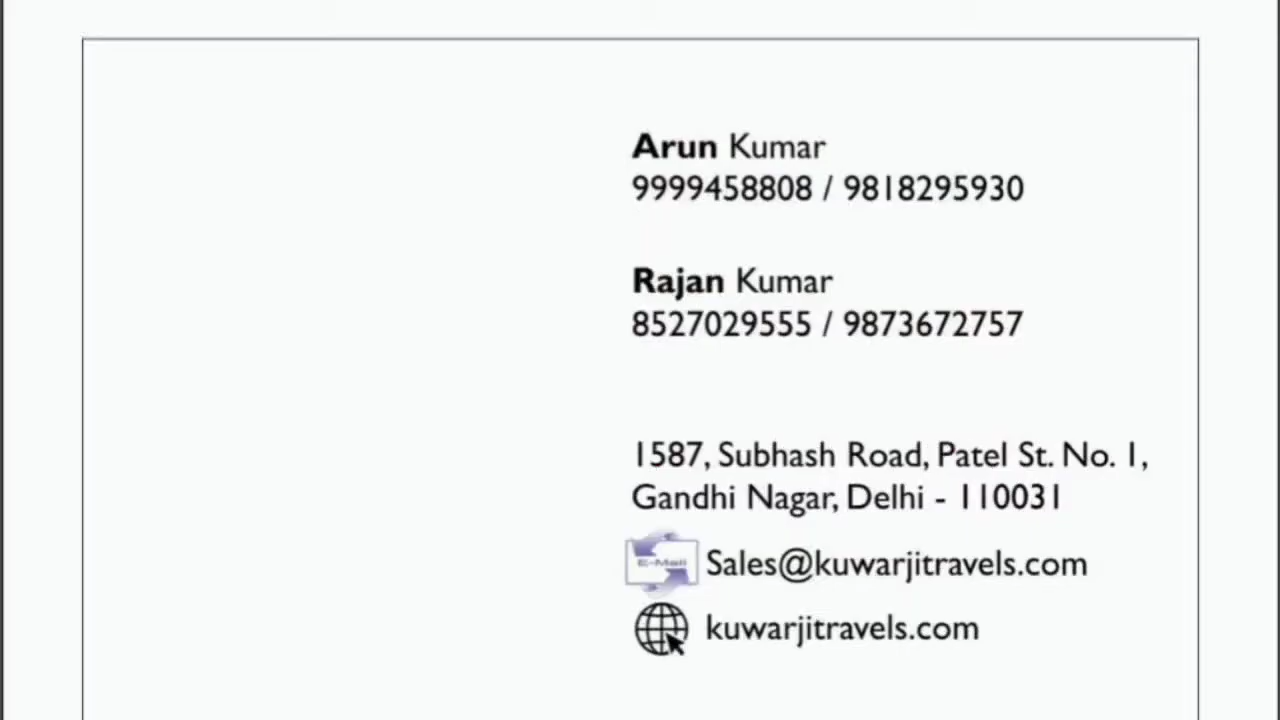 Arun Kumar
9999458808 / 9818295930
Rajan Kumar
8527029555 / 9873672757
1587, Subhash Road, Patel St. No. 1,
Gandhi Nagar, Delhi - 110031
E-Mail Sales@kuwarjitravels.com
kuwarjitravels.com